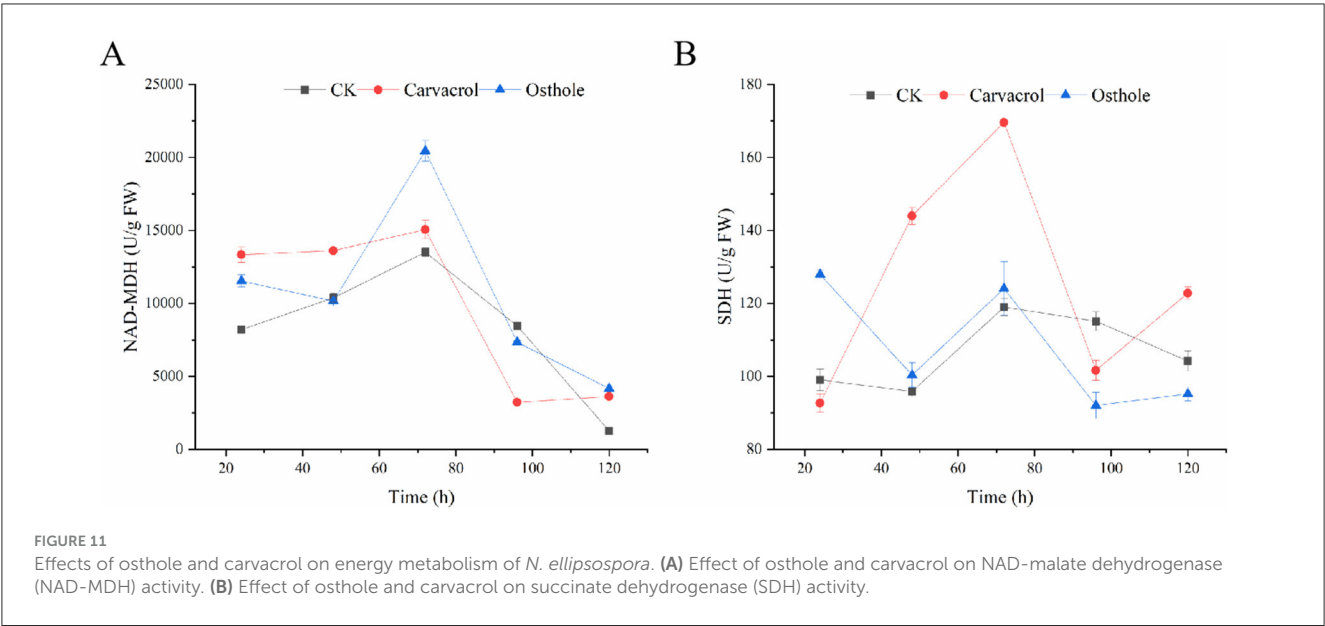 A
CK Carvacrol Osthole
25000
20000
15000
10000
5000
0
NAD-MDH (U/g FW)
20 40 60 80 100 120
Time (h)
B
CK Carvacrol Osthole
180
160
140
120
100
80
SDH (U/g FW)
20 40 60 80 100 120
Time (h)
FIGURE 11
Effects of osthole and carvacrol on energy metabolism of N. ellipsospora. (A) Effect of osthole and carvacrol on NAD-malate dehydrogenase
(NAD-MDH) activity. (B) Effect of osthole and carvacrol on succinate dehydrogenase (SDH) activity.